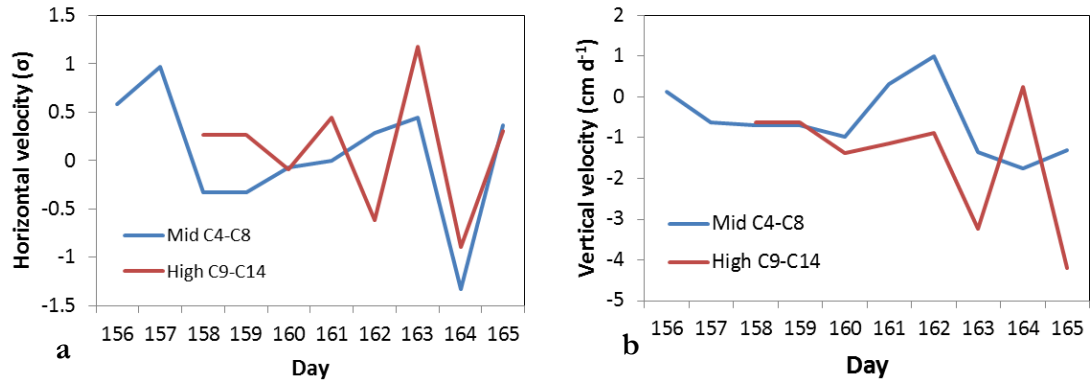 Horizontal velocity (σ)
1.5
1
0.5
0
-0.5
-1
-1.5
Mid C4-C8
High C9-C14
156 157 158 159 160 161 162 163 164 165
a
Day
Vertical velocity (cm d⁻¹)
2
1
0
-1
-2
-3
-4
-5
Mid C4-C8
High C9-C14
156 157 158 159 160 161 162 163 164 165
b
Day